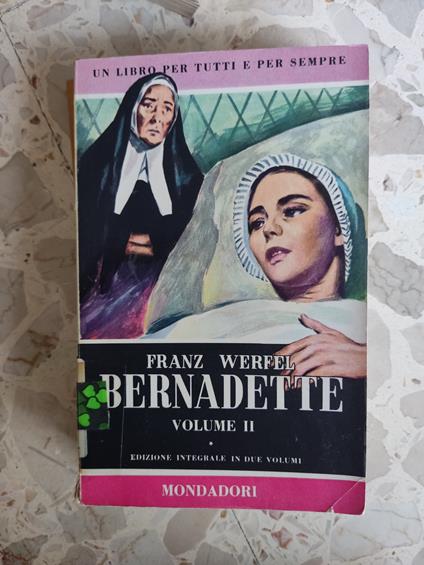 UN LIBRO PER TUTTI E PER SEMPRE
FRANZ WERFEL
BERNADETTE
VOLUME II
*
EDIZIONE INTEGRALE IN DUE VOLUMI
MONDADORI